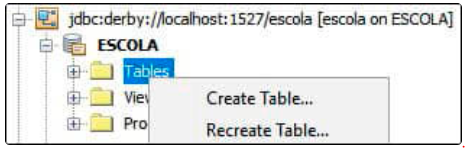 jdbc:derby://localhost:1527/escola [escola on ESCOLA]
ESCOLA
Tables
Create Table...
Recreate Table...